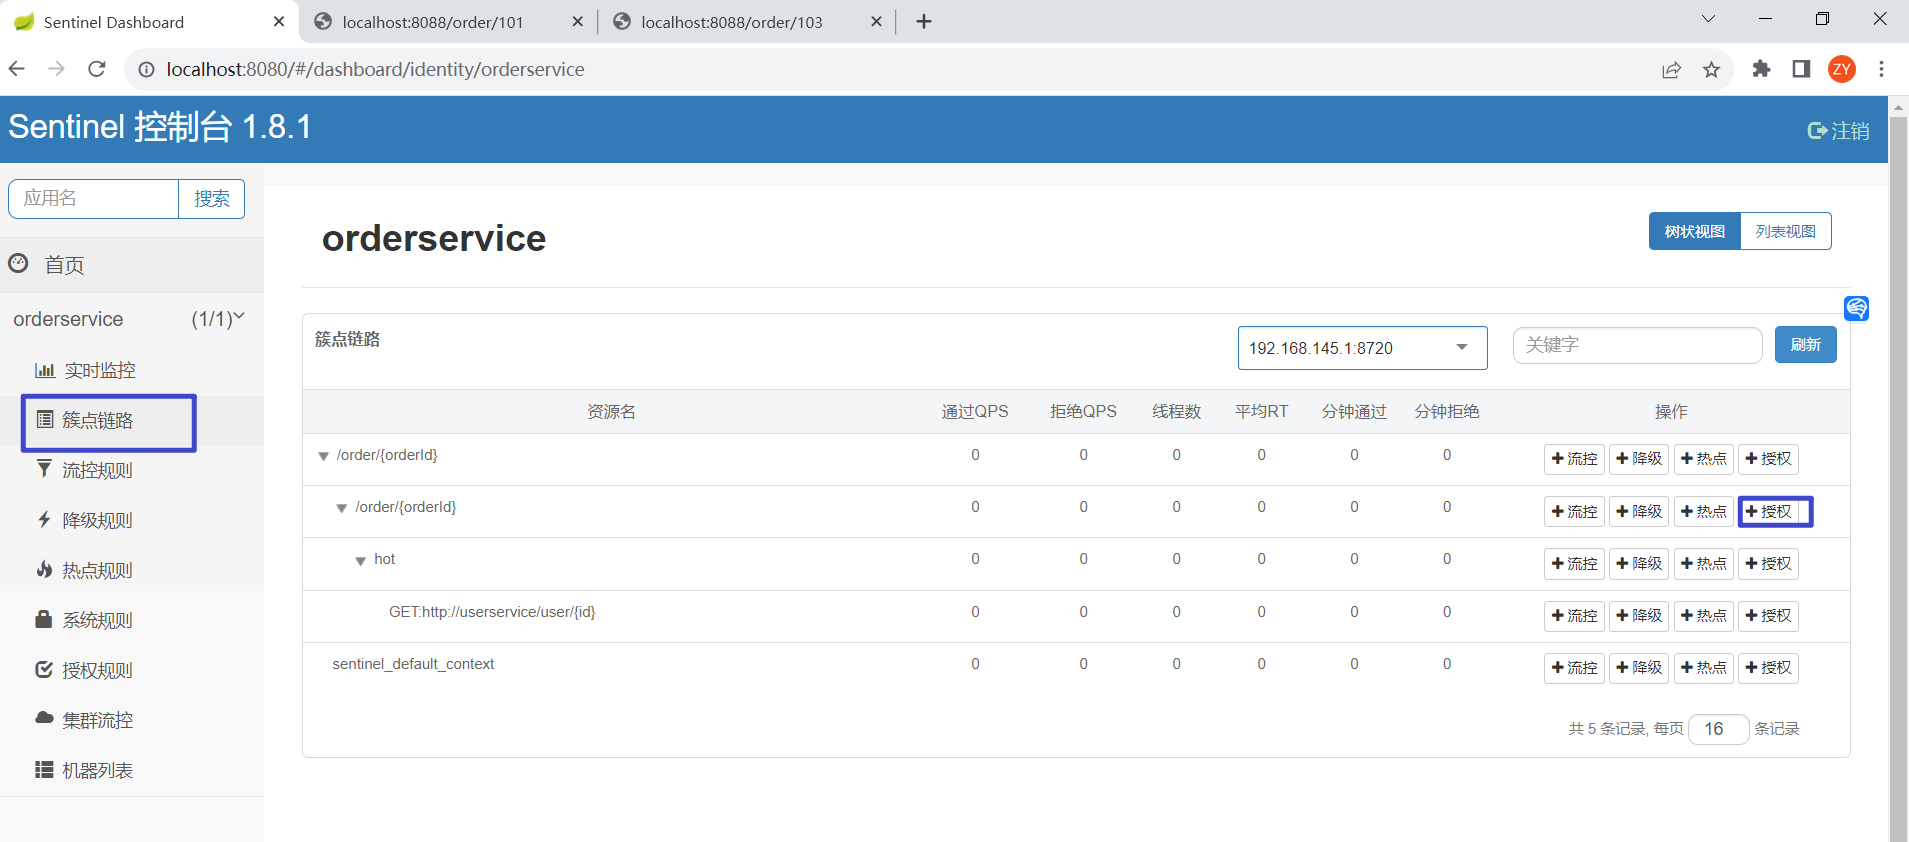 Sentinel Dashboard
localhost:8088/order/101
localhost:8088/order/103
localhost:8080/#/dashboard/identity/orderservice
ZY
Sentinel 控制台 1.8.1
注销
应用名
搜索
首页
orderservice (1/1)
实时监控
簇点链路
流控规则
降级规则
热点规则
系统规则
授权规则
集群流控
机器列表
orderservice
树状视图 列表视图
簇点链路
192.168.145.1:8720
关键字
刷新
资源名 通过QPS 拒绝QPS 线程数 平均RT 分钟通过 分钟拒绝 操作
/order/{orderId} 0 0 0 0 0 0 流控 降级 热点 授权
/order/{orderId} 0 0 0 0 0 0 流控 降级 热点 授权
hot 0 0 0 0 0 0 流控 降级 热点 授权
GET:http://userservice/user/{id} 0 0 0 0 0 0 流控 降级 热点 授权
sentinel_default_context 0 0 0 0 0 0 流控 降级 热点 授权
共 5 条记录, 每页 16 条记录